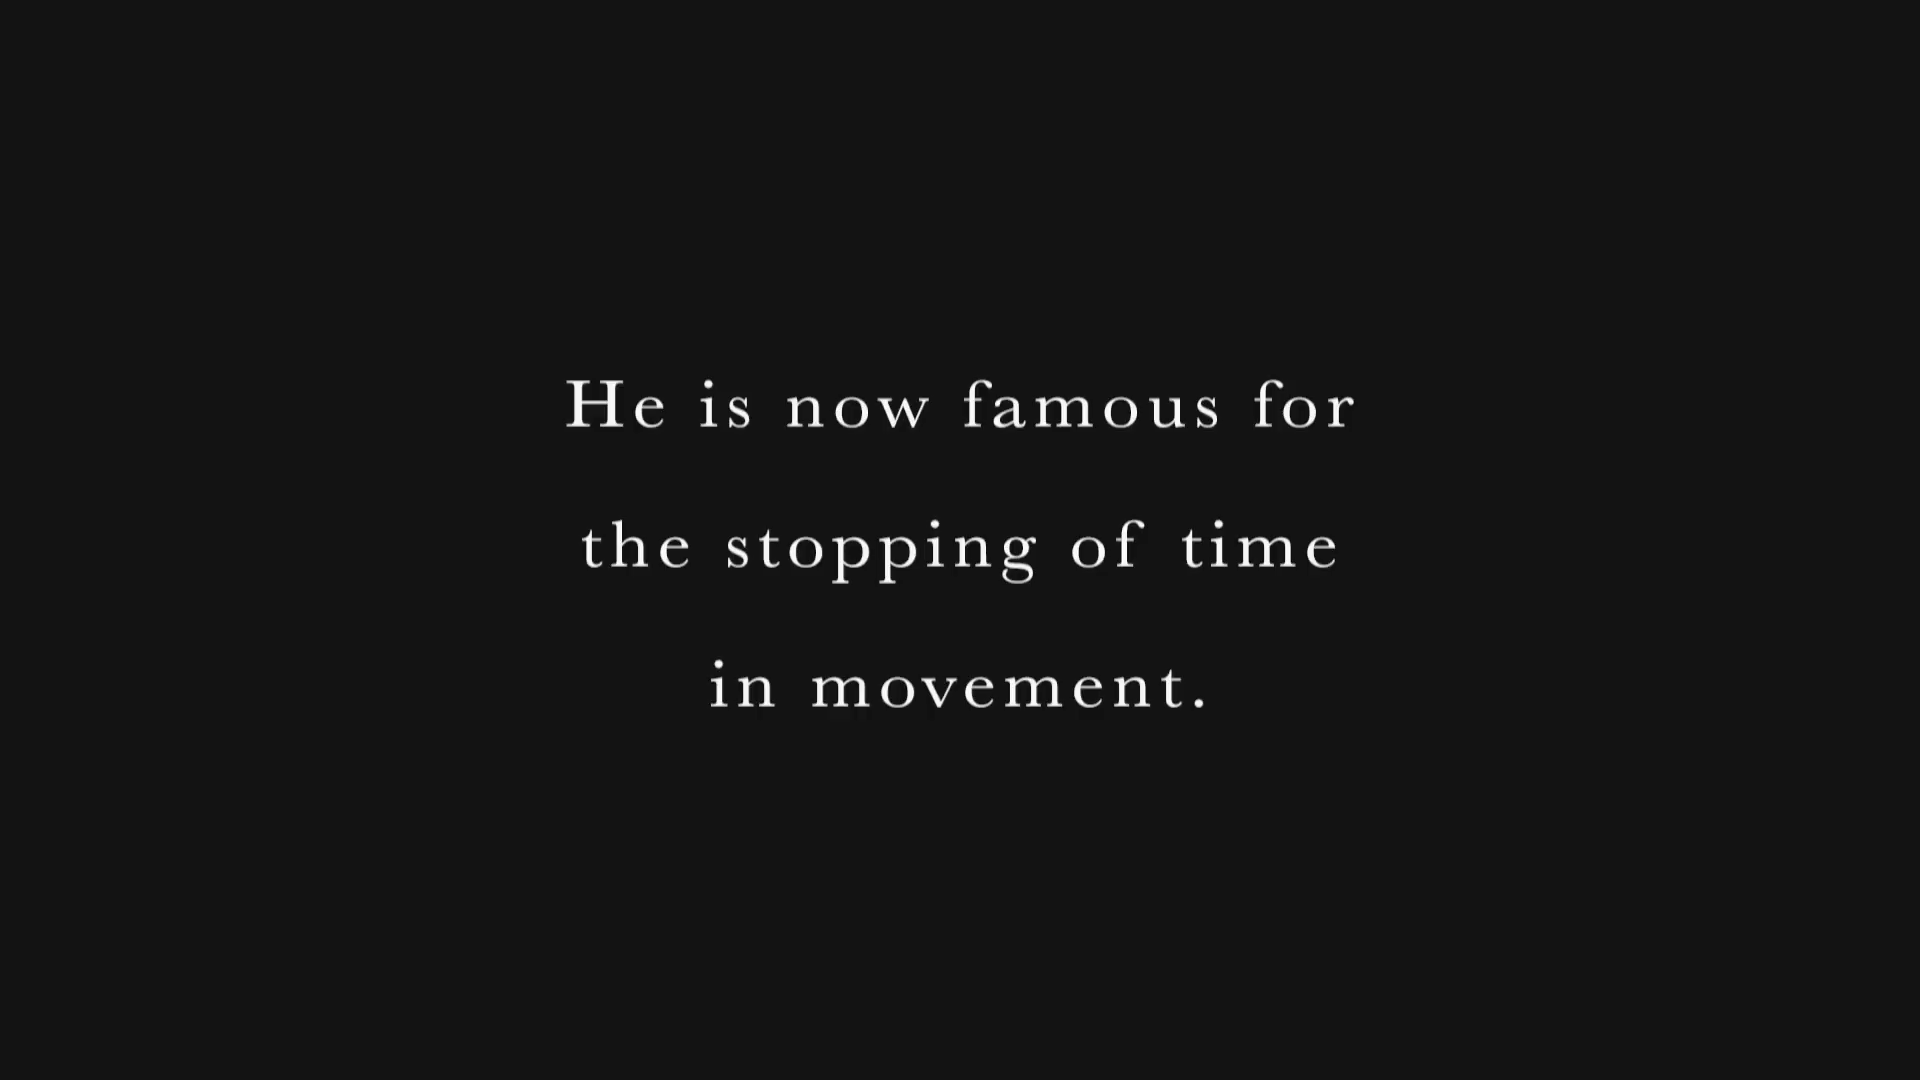 He is now famous for
the stopping of time
in movement.